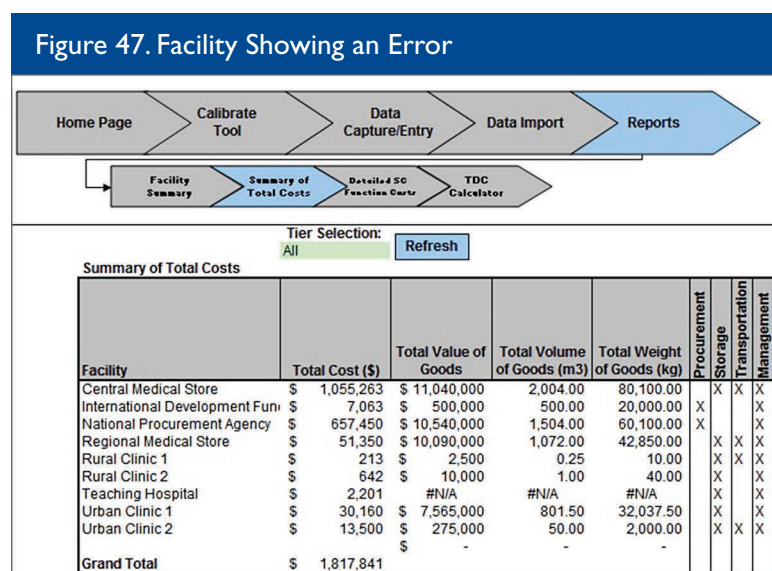 Figure 47. Facility Showing an Error
Home Page
Calibrate Tool
Data Capture/Entry
Data Import
Reports
Facility Summary
Summary of Total Costs
Detailed SC Function Costs
TDC Calculator
Tier Selection:
All
Refresh
Summary of Total Costs
Facility Total Cost ($) Total Value of Goods Total Volume of Goods (m3) Total Weight of Goods (kg) Procurement Storage Transportation Management
Central Medical Store $ 1,055,263 $ 11,040,000 2,004.00 80,100.00 X X X
International Development Fun $ 7,063 $ 500,000 500.00 20,000.00 X X
National Procurement Agency $ 657,450 $ 10,540,000 1,504.00 60,100.00 X X
Regional Medical Store $ 51,350 $ 10,090,000 1,072.00 42,850.00 X X X
Rural Clinic 1 $ 213 $ 2,500 0.25 10.00 X X X
Rural Clinic 2 $ 642 $ 10,000 1.00 40.00 X X
Teaching Hospital $ 2,201 #N/A #N/A #N/A X X
Urban Clinic 1 $ 30,160 $ 7,565,000 801.50 32,037.50 X X
Urban Clinic 2 $ 13,500 $ 275,000 50.00 2,000.00 X X X
$ - - -
Grand Total $ 1,817,841